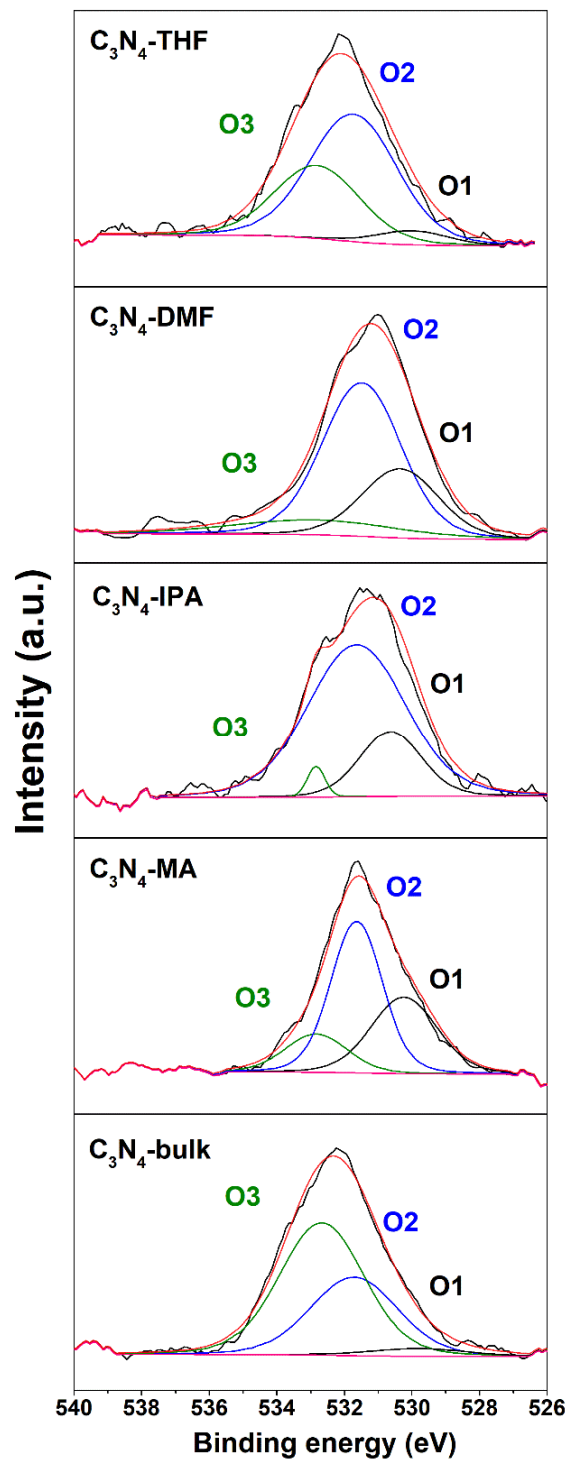 C₃N₄-THF
O2
O3
O1
C₃N₄-DMF
O2
O1
O3
C₃N₄-IPA
O2
O1
O3
C₃N₄-MA
O2
O1
O3
C₃N₄-bulk
O3
O2
O1
Intensity (a.u.)
540 538 536 534 532 530 528 526
Binding energy (eV)